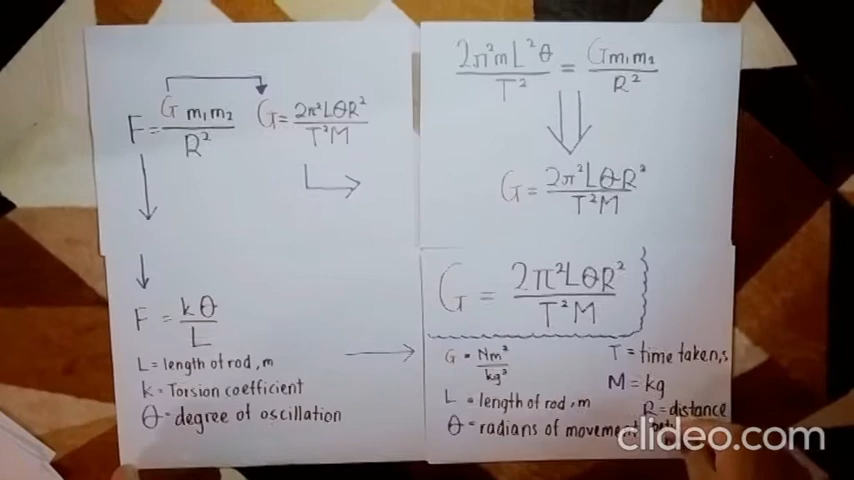 F = G m₁m₂ / R²
G = 2π²LθR² / T²M
F = kθ / L
L = length of rod, m
k = Torsion coefficient
θ = degree of oscillation
2π²mL²θ / T² = Gm₁m₂ / R²
G = 2π²LθR² / T²M
G = 2π²LθR² / T²M
G = Nm² / kg²
L = length of rod, m
θ = radians of movement
T = time taken, s
M = kg
R = distance
clideo.com